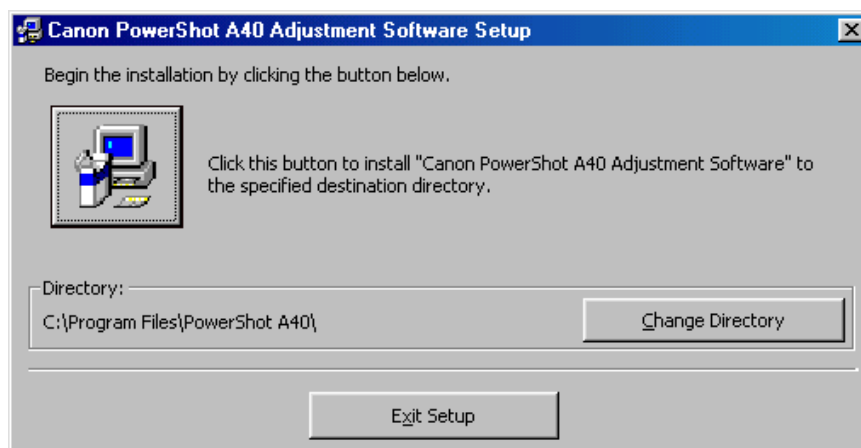 Canon PowerShot A40 Adjustment Software Setup
Begin the installation by clicking the button below.
Click this button to install "Canon PowerShot A40 Adjustment Software" to
the specified destination directory.
Directory:
C:\Program Files\PowerShot A40\
Change Directory
Exit Setup